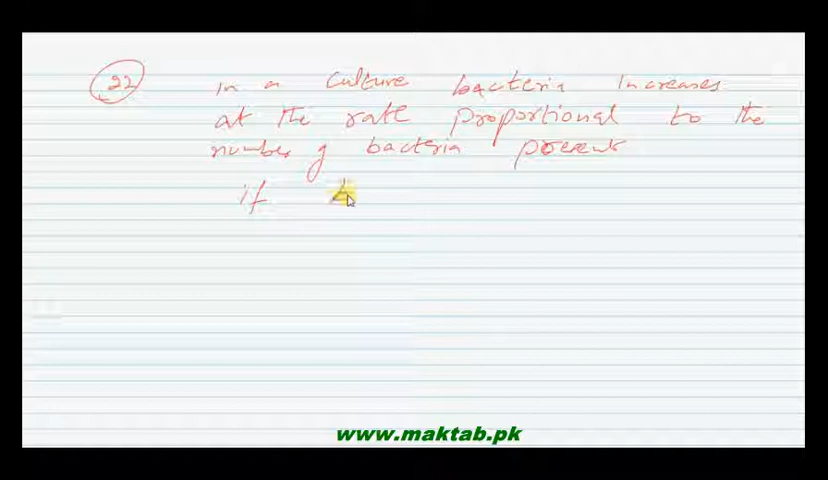 22 In a Culture bacteria Increases
at the rate proportional to the
number of bacteria present
if
www.maktab.pk